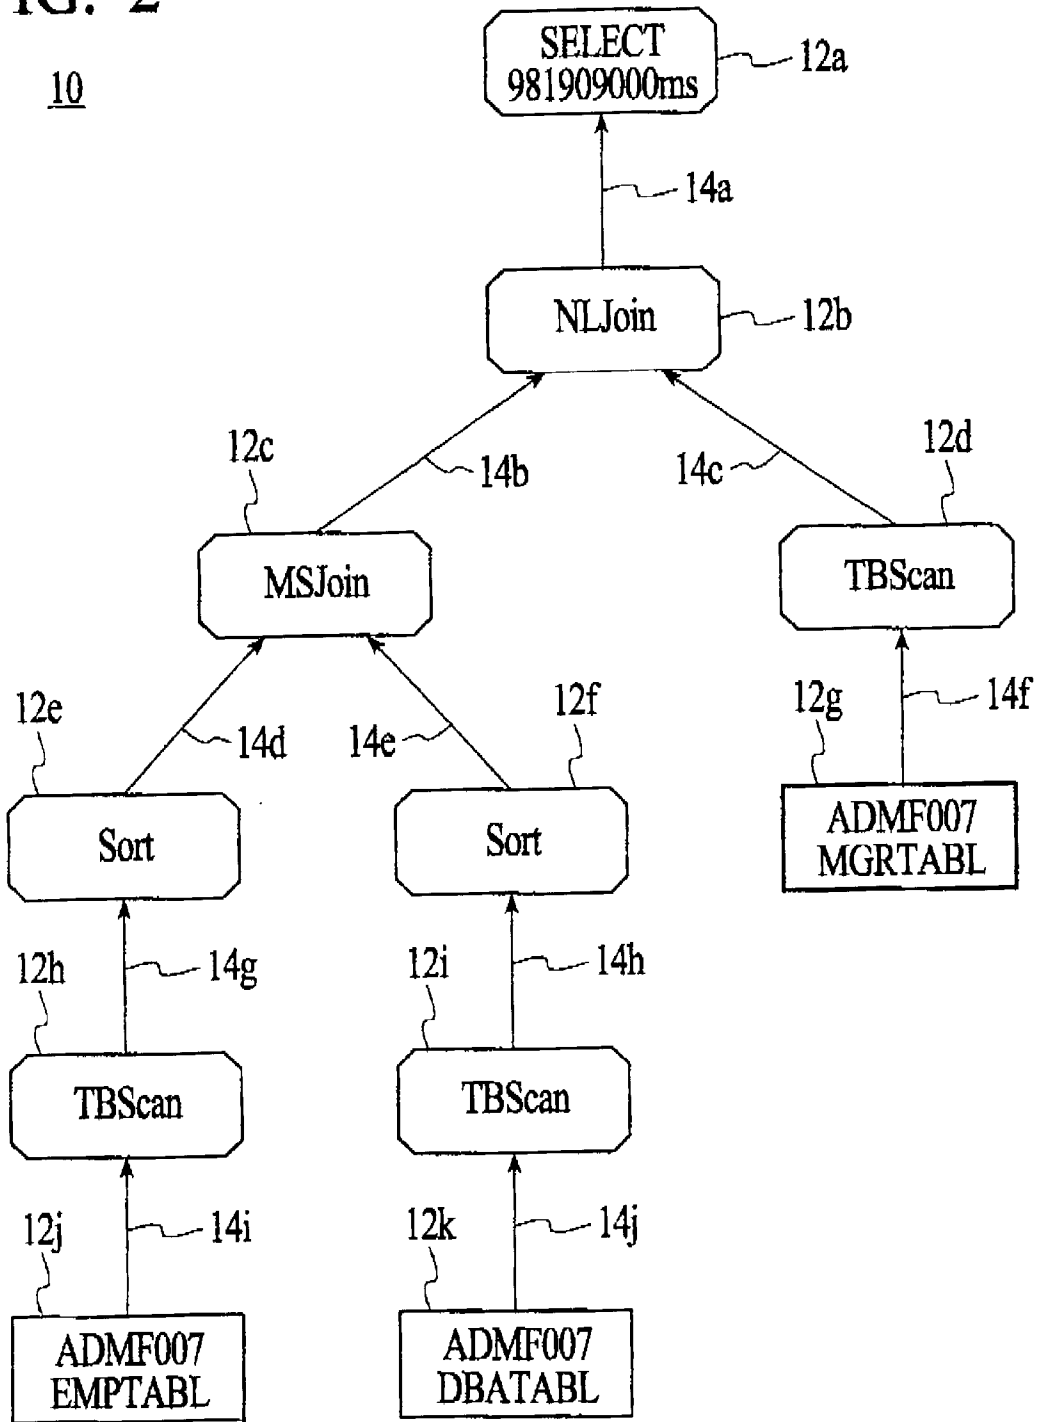 FIG. 2
10
SELECT
981909000ms
12a
14a
NLJoin
12b
12c
14b
14c
12d
MSJoin
TBScan
12e
14d
14e
12f
12g
14f
Sort
Sort
ADMF007
MGRTABL
12h
14g
12i
14h
TBScan
TBScan
12j
14i
12k
14j
ADMF007
EMPTABL
ADMF007
DBATABL